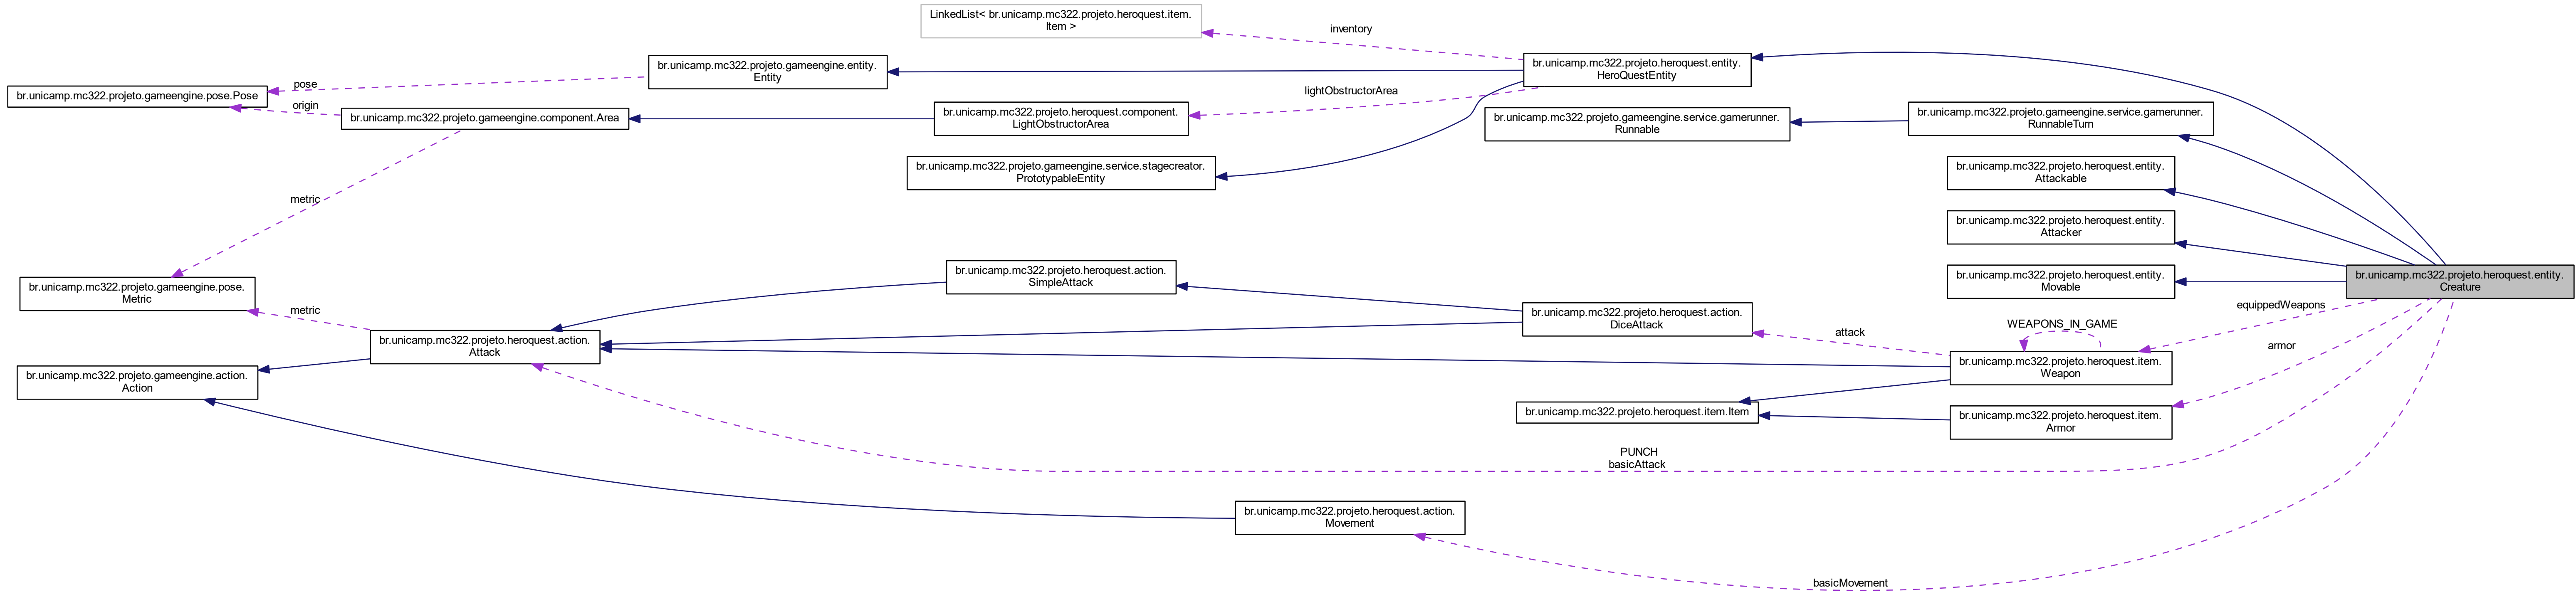 LinkedList< br.unicamp.mc322.projeto.heroquest.item.
Item >
inventory
br.unicamp.mc322.projeto.gameengine.entity.
Entity
br.unicamp.mc322.projeto.heroquest.entity.
HeroQuestEntity
pose
br.unicamp.mc322.projeto.gameengine.pose.Pose
origin
br.unicamp.mc322.projeto.gameengine.component.Area
lightObstructorArea
br.unicamp.mc322.projeto.heroquest.component.
LightObstructorArea
br.unicamp.mc322.projeto.gameengine.service.gamerunner.
Runnable
br.unicamp.mc322.projeto.gameengine.service.gamerunner.
RunnableTurn
br.unicamp.mc322.projeto.gameengine.service.stagecreator.
PrototypableEntity
br.unicamp.mc322.projeto.heroquest.entity.
Attackable
metric
br.unicamp.mc322.projeto.heroquest.entity.
Attacker
br.unicamp.mc322.projeto.heroquest.action.
SimpleAttack
br.unicamp.mc322.projeto.heroquest.entity.
Movable
br.unicamp.mc322.projeto.heroquest.entity.
Creature
br.unicamp.mc322.projeto.gameengine.pose.
Metric
metric
equippedWeapons
br.unicamp.mc322.projeto.heroquest.action.
DiceAttack
WEAPONS_IN_GAME
attack
br.unicamp.mc322.projeto.heroquest.action.
Attack
armor
br.unicamp.mc322.projeto.heroquest.item.
Weapon
br.unicamp.mc322.projeto.gameengine.action.
Action
br.unicamp.mc322.projeto.heroquest.item.Item
br.unicamp.mc322.projeto.heroquest.item.
Armor
PUNCH
basicAttack
br.unicamp.mc322.projeto.heroquest.action.
Movement
basicMovement